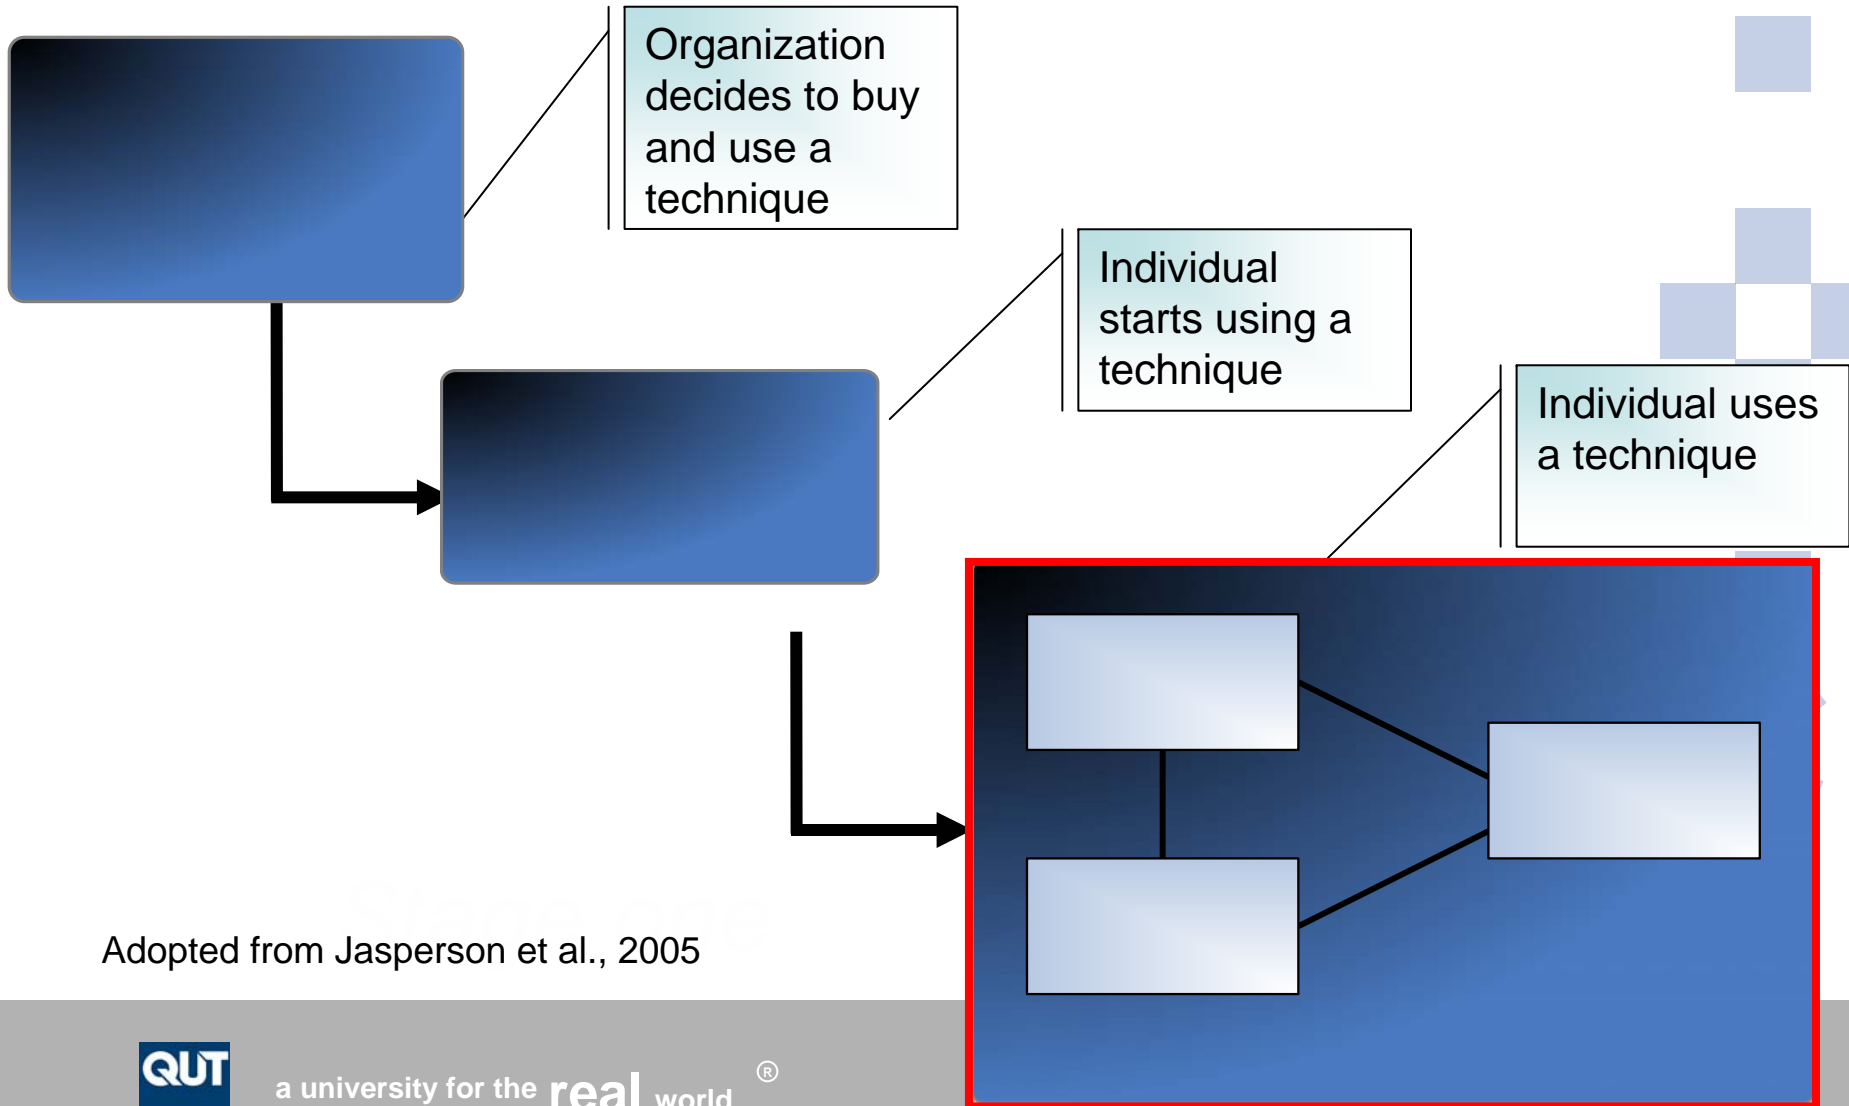 Organization
decides to buy
and use a
technique
Individual
starts using a
technique
Individual uses
a technique
Adopted from Jasperson et al., 2005
QUT
a university for the real world
®